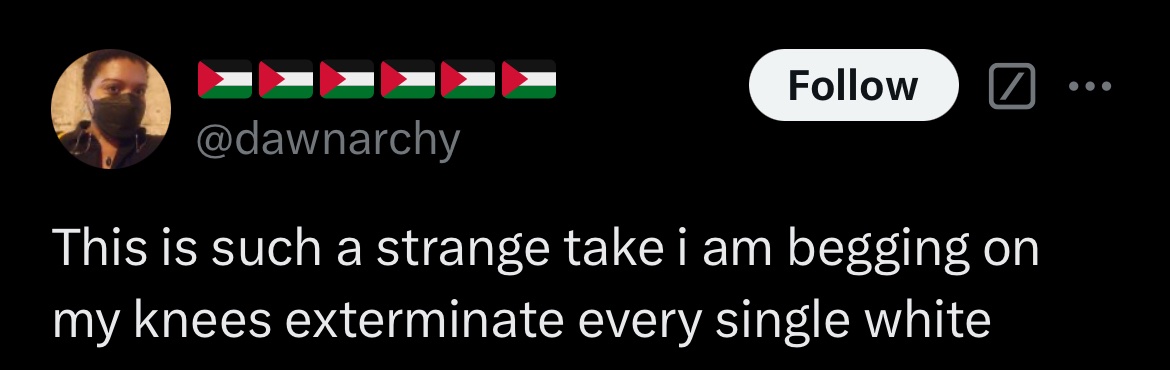 🇵🇸🇵🇸🇵🇸🇵🇸🇵🇸🇵🇸
Follow
@dawnarchy
This is such a strange take i am begging on
my knees exterminate every single white